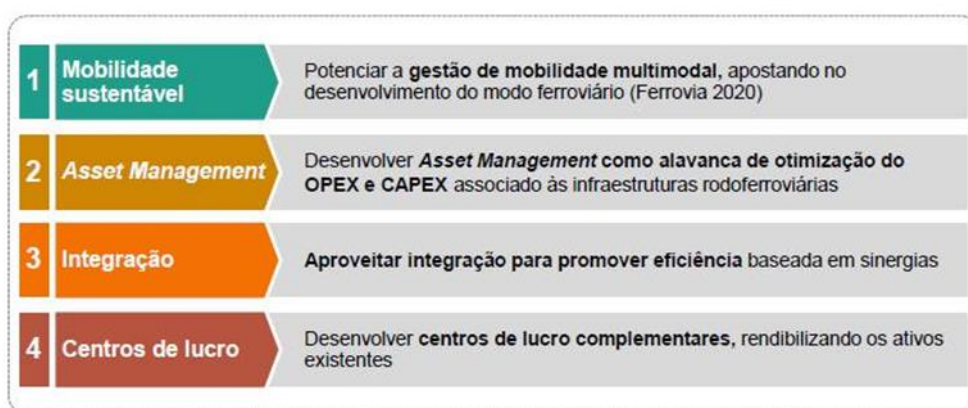 1
Mobilidade
sustentável
Potenciar a gestão de mobilidade multimodal, apostando no
desenvolvimento do modo ferroviário (Ferrovia 2020)
2
Asset Management
Desenvolver Asset Management como alavanca de otimização do
OPEX e CAPEX associado às infraestruturas rodoferroviárias
3
Integração
Aproveitar integração para promover eficiência baseada em sinergias
4
Centros de lucro
Desenvolver centros de lucro complementares, rendibilizando os ativos
existentes